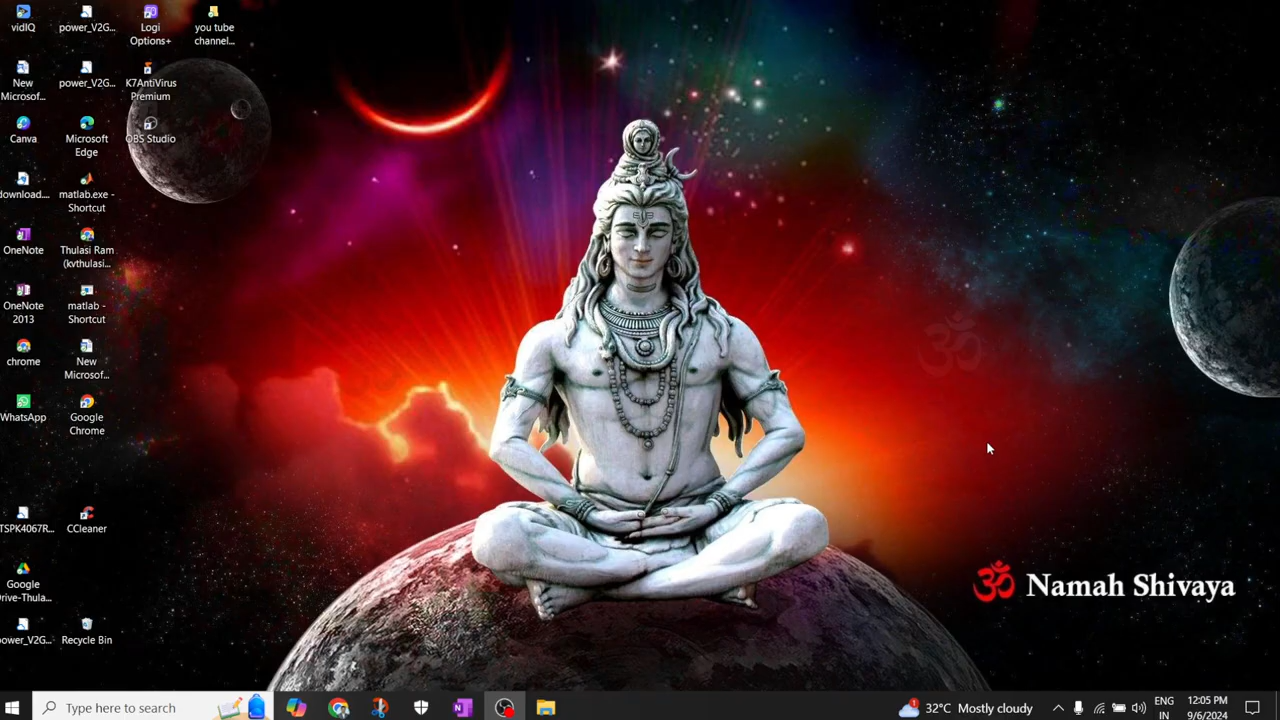 vidIQ
power_V2G...
Logi
Options+
you tube
channel...
New
Microsof...
power_V2G...
K7AntiVirus
Premium
Canva
Microsoft
Edge
OBS Studio
download....
matlab.exe -
Shortcut
OneNote
Thulasi Ram
(kvthulasi...
OneNote
2013
matlab -
Shortcut
chrome
New
Microsof...
WhatsApp
Google
Chrome
TSPK4067R...
CCleaner
Google
Drive-Thula...
power_V2G...
Recycle Bin
ॐ
ॐ Namah Shivaya
Type here to search
1
32°C Mostly cloudy
ENG
IN
12:05 PM
9/6/2024